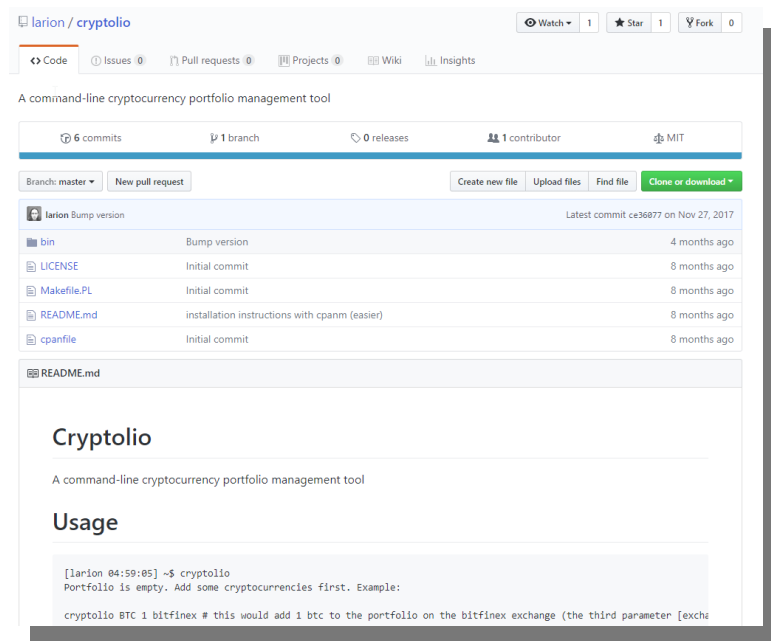 larion / cryptolio
Watch 1 Star 1 Fork 0
Code Issues 0 Pull requests 0 Projects 0 Wiki Insights
A command-line cryptocurrency portfolio management tool
6 commits 1 branch 0 releases 1 contributor MIT
Branch: master New pull request Create new file Upload files Find file Clone or download
larion Bump version Latest commit ce36077 on Nov 27, 2017
bin Bump version 4 months ago
LICENSE Initial commit 8 months ago
Makefile.PL Initial commit 8 months ago
README.md installation instructions with cpanm (easier) 8 months ago
cpanfile Initial commit 8 months ago
README.md
Cryptolio
A command-line cryptocurrency portfolio management tool
Usage
[larion 04:59:05] ~$ cryptolio
Portfolio is empty. Add some cryptocurrencies first. Example:
cryptolio BTC 1 bitfinex # this would add 1 btc to the portfolio on the bitfinex exchange (the third parameter [excha